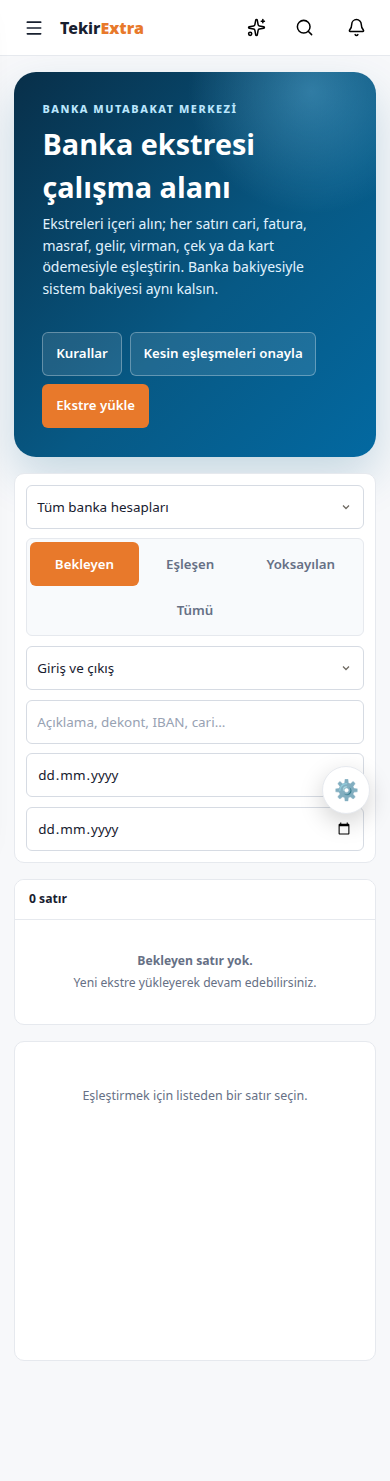 TekirExtra
BANKA MUTABAKAT MERKEZİ
Banka ekstresi
çalışma alanı
Ekstreleri içeri alın; her satırı cari, fatura,
masraf, gelir, virman, çek ya da kart
ödemesiyle eşleştirin. Banka bakiyesiyle
sistem bakiyesi aynı kalsın.
Kurallar
Kesin eşleşmeleri onayla
Ekstre yükle
Tüm banka hesapları
Bekleyen
Eşleşen
Yoksayılan
Tümü
Giriş ve çıkış
Açıklama, dekont, IBAN, cari...
dd.mm.yyyy
dd.mm.yyyy
0 satır
Bekleyen satır yok.
Yeni ekstre yükleyerek devam edebilirsiniz.
Eşleştirmek için listeden bir satır seçin.